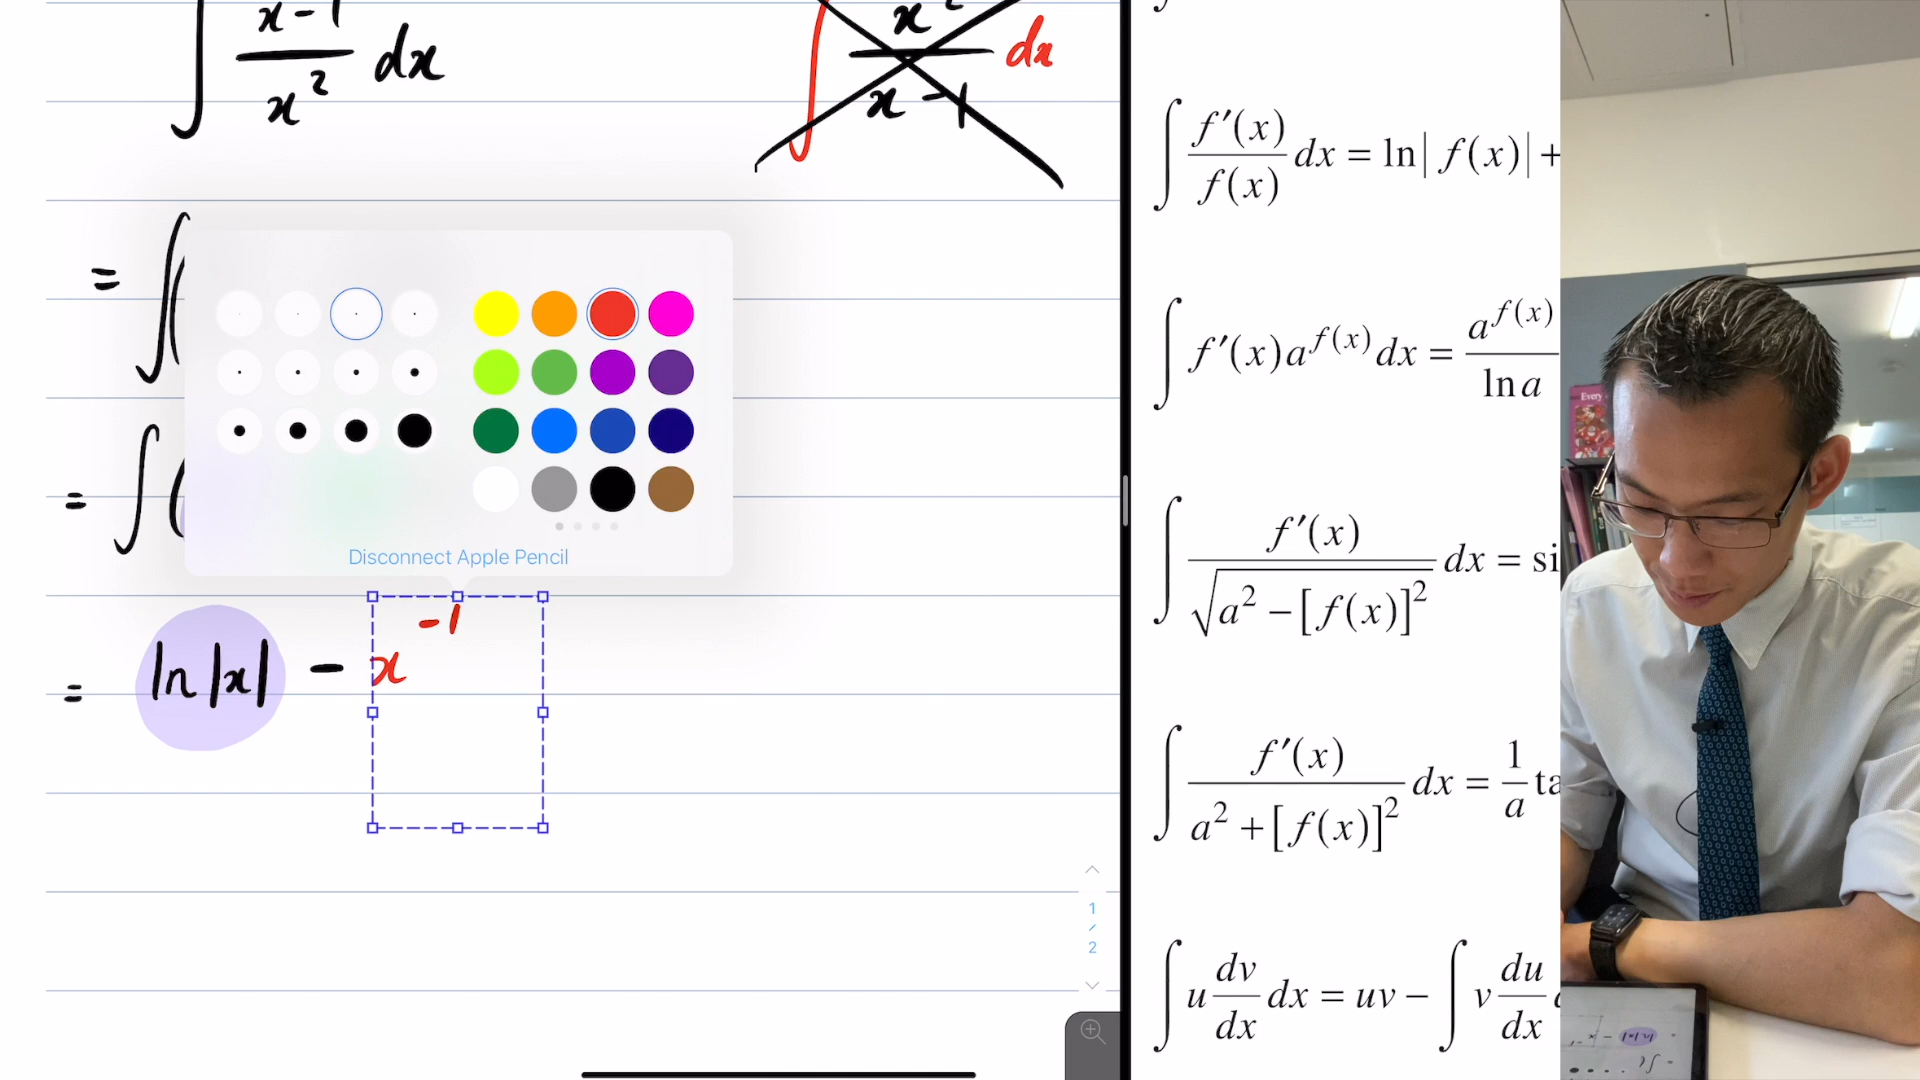 ∫ x-1 / x² dx
∫ x² / x-1 dx
= ∫(
= ∫(
Disconnect Apple Pencil
= ln|x| - x⁻¹
1 / 2
∫ f′(x) / f(x) dx = ln|f(x)| +
∫ f′(x)a^f(x) dx = a^f(x) / ln a
∫ f′(x) / √a² − [f(x)]² dx = si
∫ f′(x) / a² + [f(x)]² dx = 1/a ta
∫ u dv/dx dx = uv − ∫ v du/dx
Every